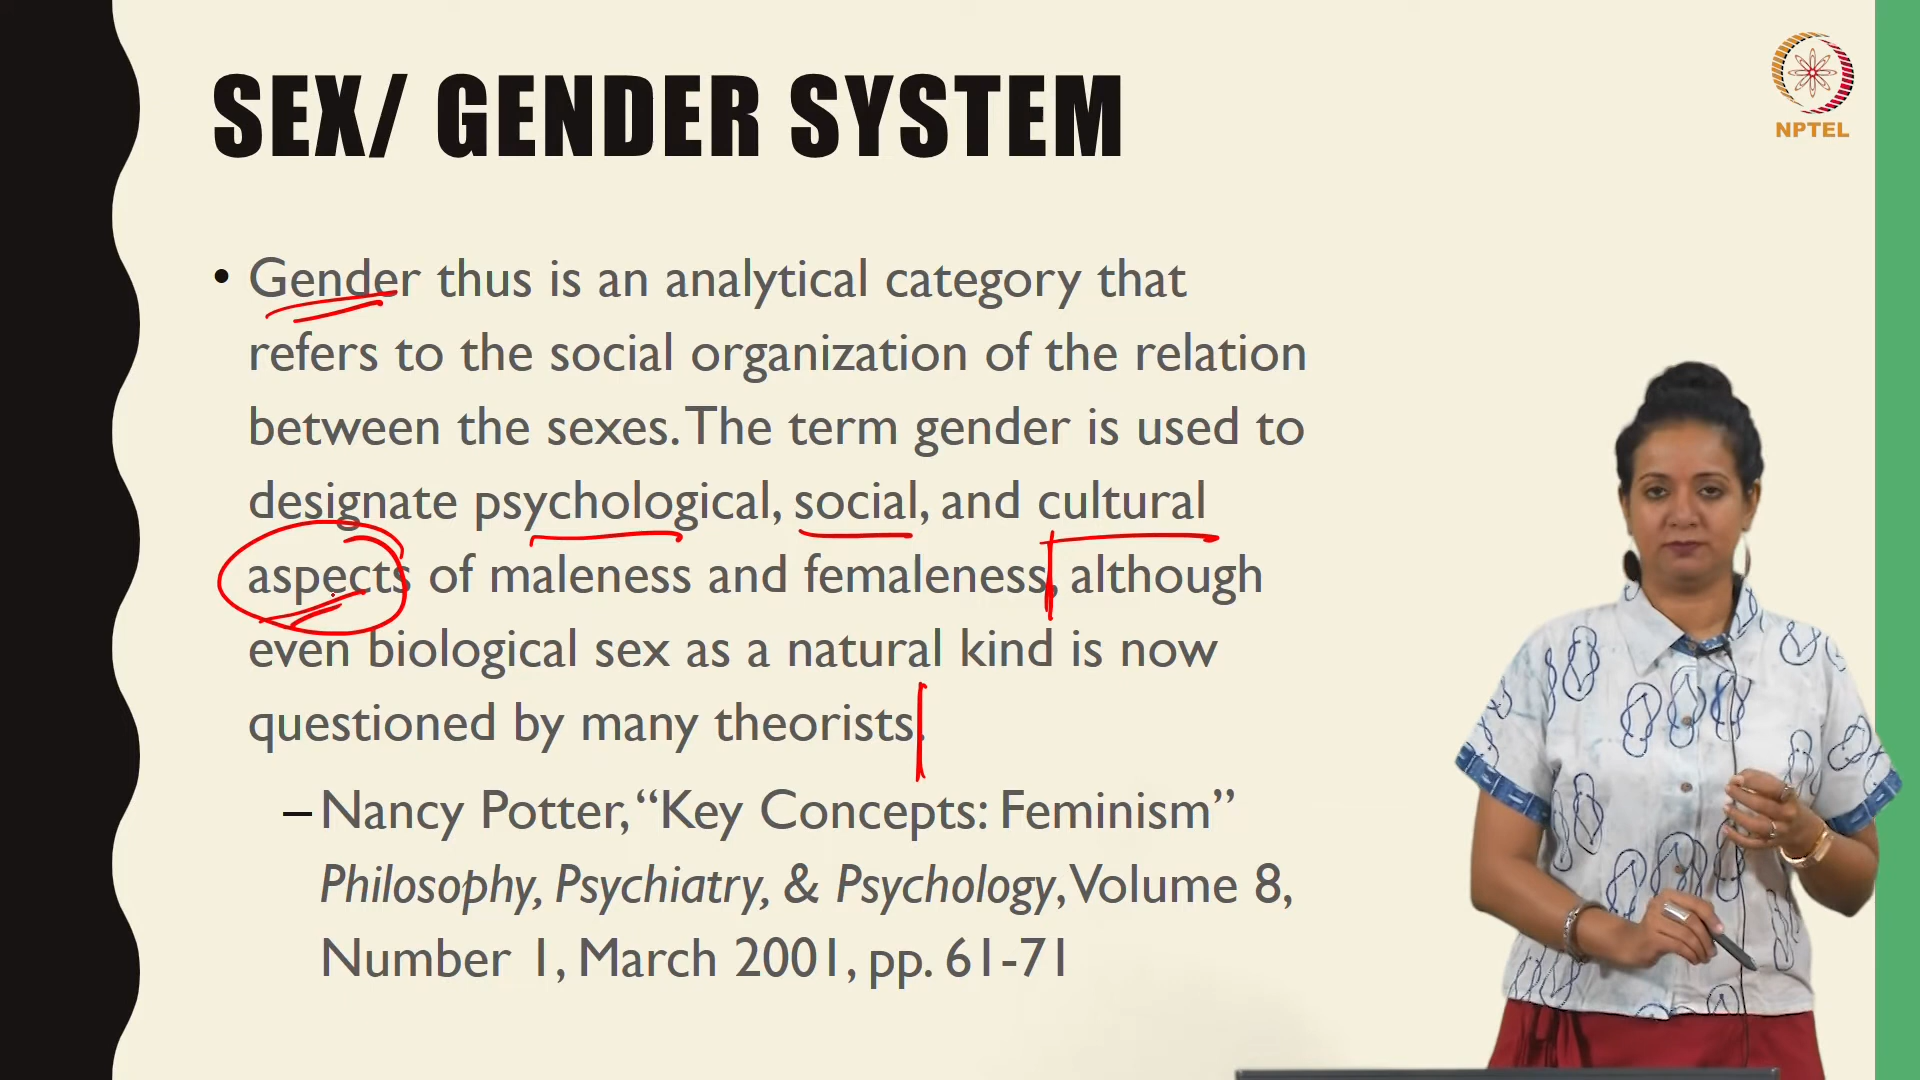 SEX/ GENDER SYSTEM
NPTEL
• Gender thus is an analytical category that
refers to the social organization of the relation
between the sexes. The term gender is used to
designate psychological, social, and cultural
aspects of maleness and femaleness, although
even biological sex as a natural kind is now
questioned by many theorists.
– Nancy Potter, “Key Concepts: Feminism”
Philosophy, Psychiatry, & Psychology, Volume 8,
Number 1, March 2001, pp. 61-71